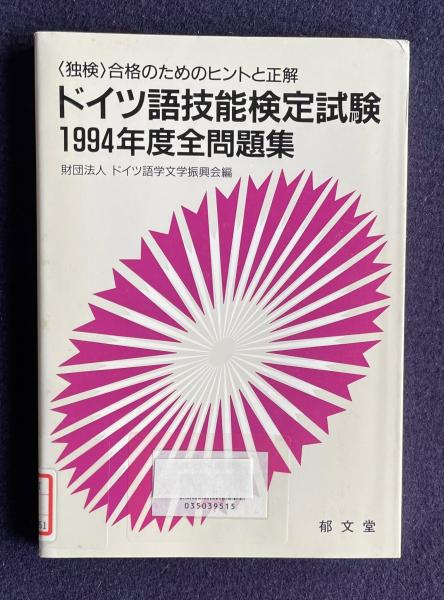 〈独検〉合格のためのヒントと正解
ドイツ語技能検定試験
1994年度全問題集
財団法人 ドイツ語学文学振興会編
035039515
郁文堂